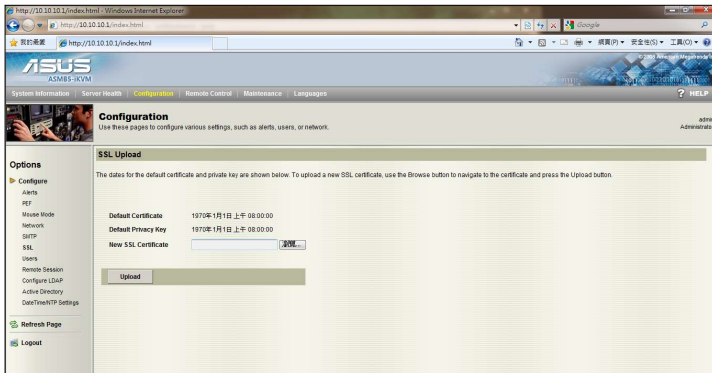 http://10.10.10.1/index.html - Windows Internet Explorer
http://10.10.10.1/index.html
Google
我的最愛
http://10.10.10.1/index.html
網頁(P)
安全性(S)
工具(O)
ASUS
ASMB5-iKVM
System Information | Server Health | Configuration | Remote Control | Maintenance | Languages
? HELP
Configuration
Use these pages to configure various settings, such as alerts, users, or network.
admin
Administrato
Options
SSL Upload
The dates for the default certificate and private key are shown below. To upload a new SSL certificate, use the Browse button to navigate to the certificate and press the Upload button.
Configure
Alerts
PEF
Mouse Mode
Network
SMTP
SSL
Users
Remote Session
Configure LDAP
Active Directory
DateTime/NTP Settings
Refresh Page
Logout
Default Certificate 1970年1月1日 上午 08:00:00
Default Privacy Key 1970年1月1日 上午 08:00:00
New SSL Certificate
瀏覽...
Upload